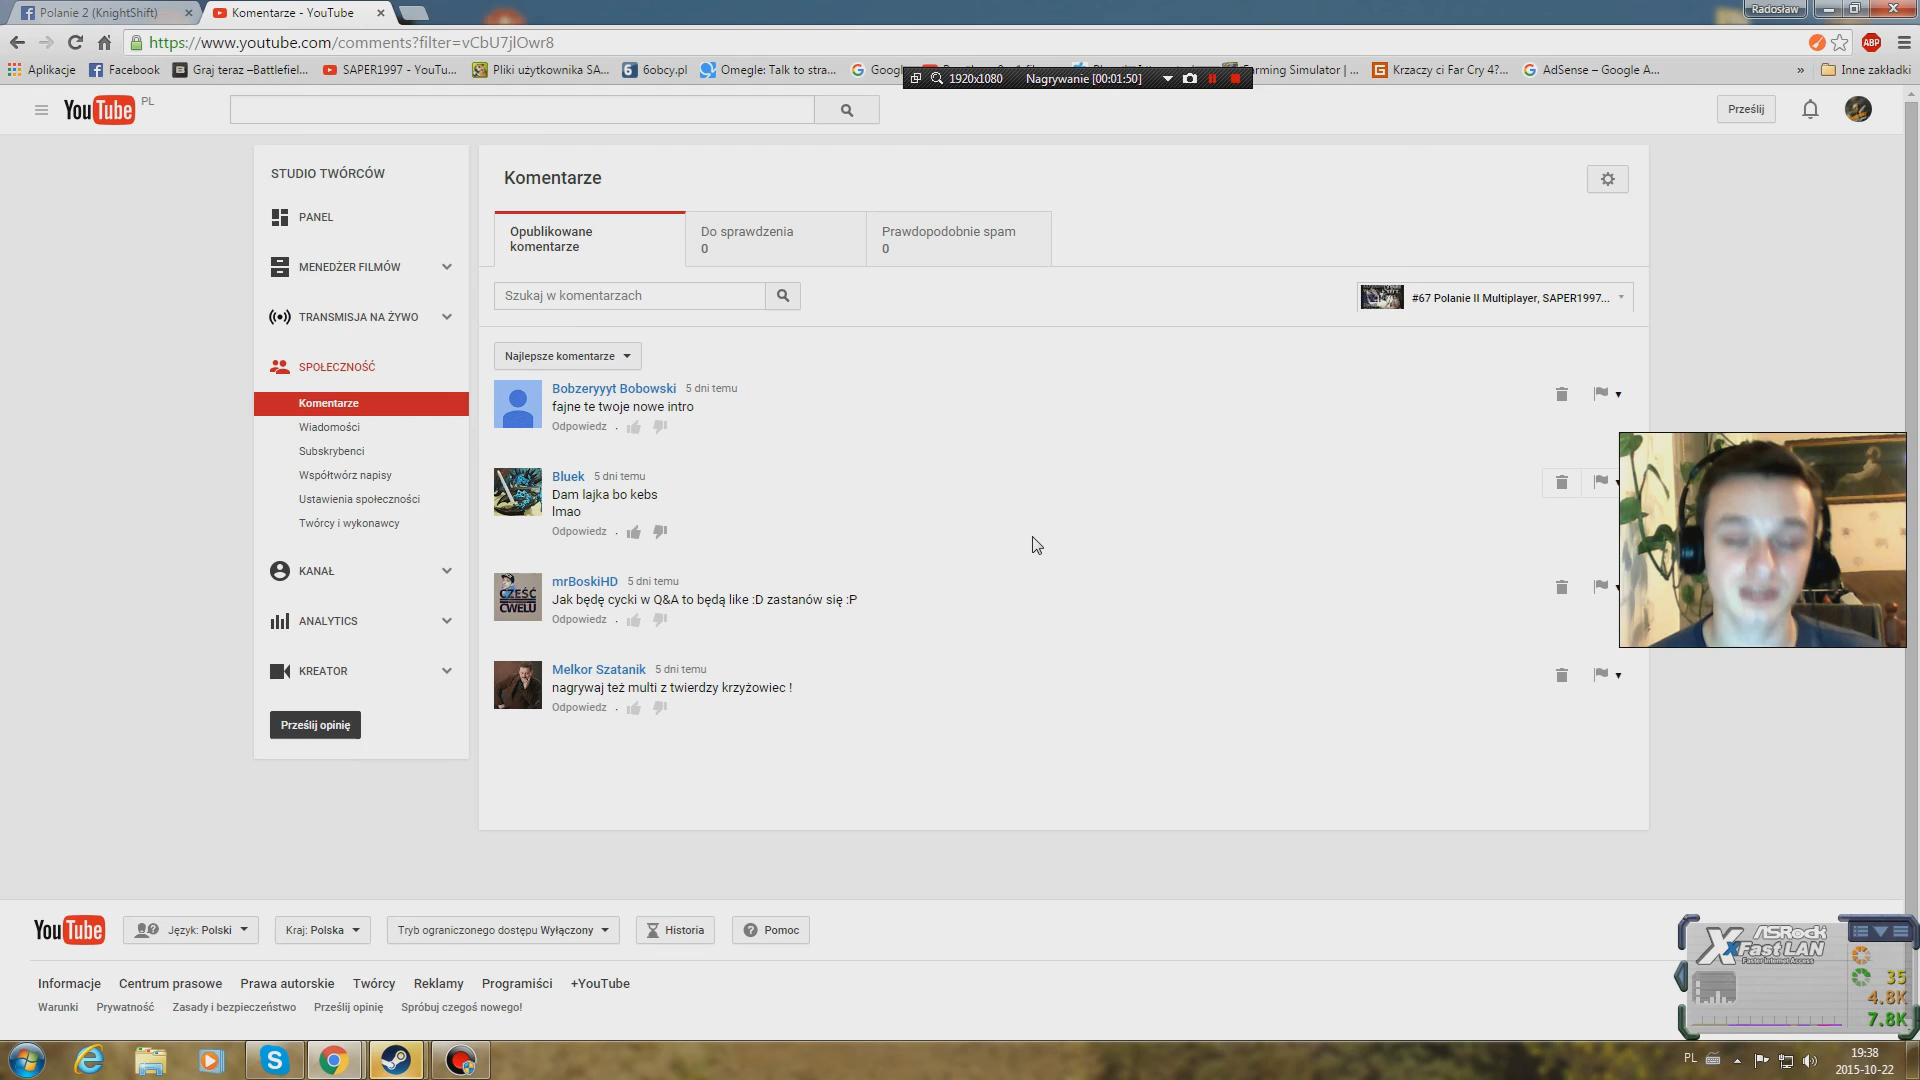 Polanie 2 (KnightShift)
Komentarze - YouTube
Radosław
https://www.youtube.com/comments?filter=vCbU7jlOwr8
ABP
Aplikacje
Facebook
Graj teraz –Battlefiel...
SAPER1997 - YouTu...
Pliki użytkownika SA...
6obcy.pl
Omegle: Talk to stra...
Krzaczy ci Far Cry 4?...
AdSense – Google A...
»
Inne zakładki
1920x1080
Nagrywanie [00:01:50]
YouTube PL
Prześlij
STUDIO TWÓRCÓW
PANEL
MENEDŻER FILMÓW
TRANSMISJA NA ŻYWO
SPOŁECZNOŚĆ
Komentarze
Wiadomości
Subskrybenci
Współtwórz napisy
Ustawienia społeczności
Twórcy i wykonawcy
KANAŁ
ANALYTICS
KREATOR
Prześlij opinię
Komentarze
Opublikowane
komentarze
Do sprawdzenia
0
Prawdopodobnie spam
0
Szukaj w komentarzach
#67 Polanie II Multiplayer, SAPER1997...
Najlepsze komentarze
Bobzeryyyt Bobowski 5 dni temu
fajne te twoje nowe intro
Odpowiedz
Bluek 5 dni temu
Dam lajka bo kebs
lmao
Odpowiedz
CZEŚĆ
CWELU
mrBoskiHD 5 dni temu
Jak będę cycki w Q&A to będą like :D zastanów się :P
Odpowiedz
Melkor Szatanik 5 dni temu
nagrywaj też multi z twierdzy krzyżowiec !
Odpowiedz
YouTube
Język: Polski
Kraj: Polska
Tryb ograniczonego dostępu Wyłączony
Historia
Pomoc
Informacje
Centrum prasowe
Prawa autorskie
Twórcy
Reklamy
Programiści
+YouTube
Warunki
Prywatność
Zasady i bezpieczeństwo
Prześlij opinię
Spróbuj czegoś nowego!
ASRock
XFast LAN
Faster Internet Access
35
4.8K
7.8K
PL
19:38
2015-10-22